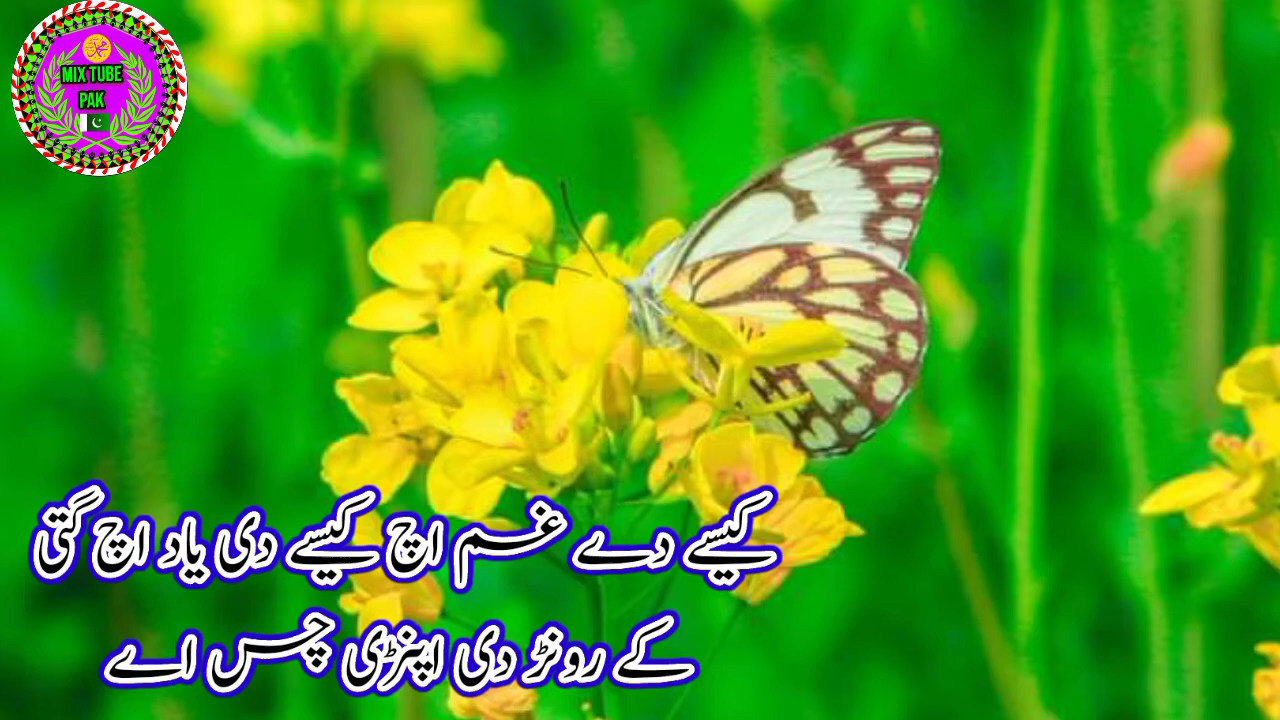 MIX TUBE
PAK
کیسے دے غم اچ کیسے دی یاد اچ گتی
کے رونڑ دی اپنڑی چس اے